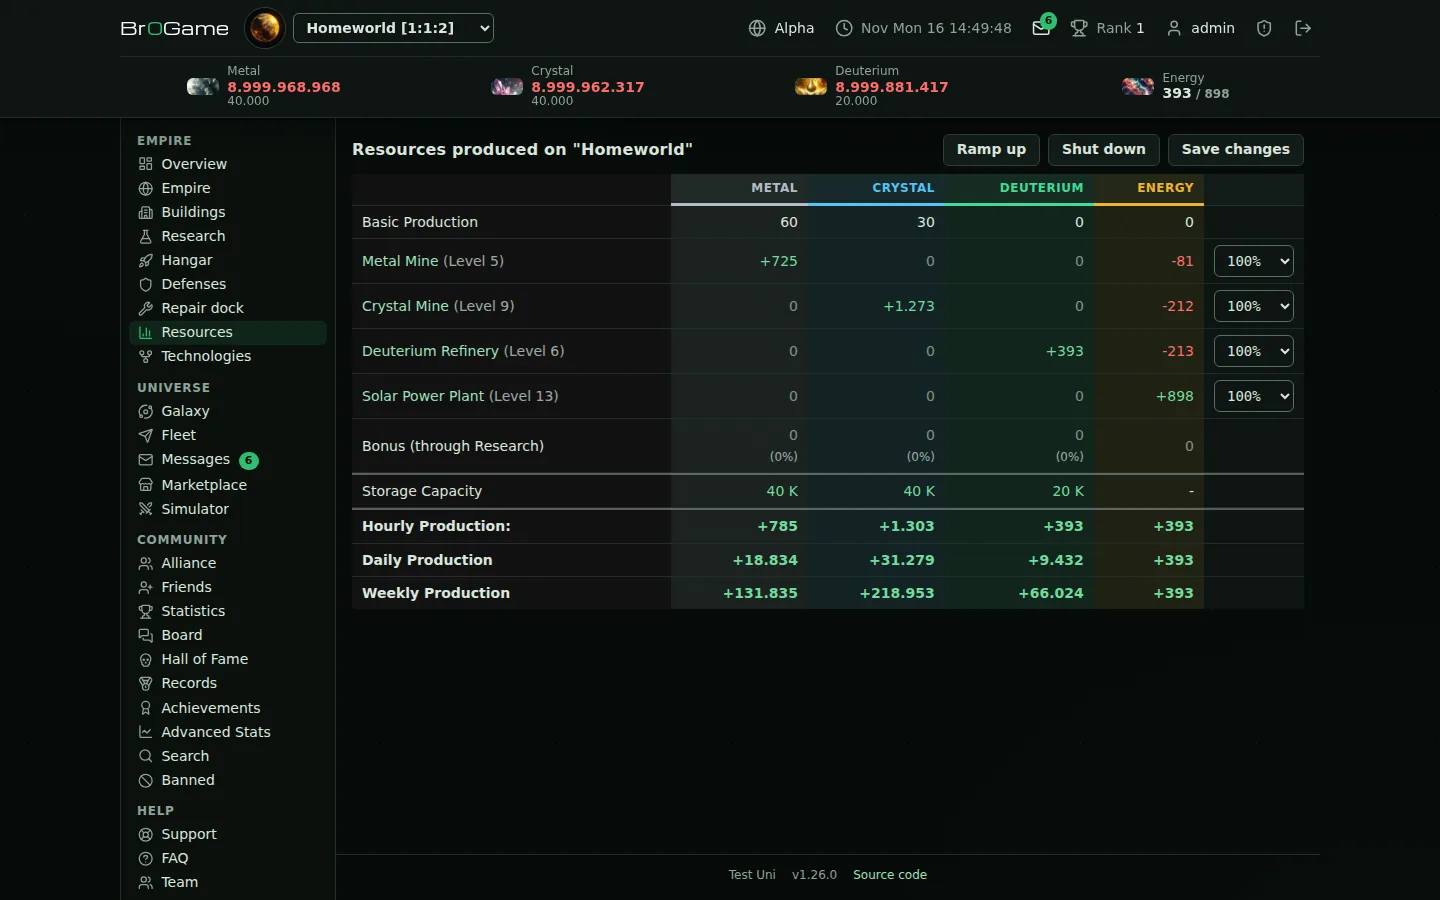 BrOGame
Homeworld [1:1:2]
Alpha
Nov Mon 16 14:49:48
6
Rank 1
admin
Metal
8.999.968.968
40.000
Crystal
8.999.962.317
40.000
Deuterium
8.999.881.417
20.000
Energy
393 / 898
EMPIRE
Overview
Empire
Buildings
Research
Hangar
Defenses
Repair dock
Resources
Technologies
UNIVERSE
Galaxy
Fleet
Messages 6
Marketplace
Simulator
COMMUNITY
Alliance
Friends
Statistics
Board
Hall of Fame
Records
Achievements
Advanced Stats
Search
Banned
HELP
Support
FAQ
Team
Resources produced on "Homeworld"
Ramp up
Shut down
Save changes
METAL CRYSTAL DEUTERIUM ENERGY
Basic Production 60 30 0 0
Metal Mine (Level 5) +725 0 0 -81 100%
Crystal Mine (Level 9) 0 +1.273 0 -212 100%
Deuterium Refinery (Level 6) 0 0 +393 -213 100%
Solar Power Plant (Level 13) 0 0 0 +898 100%
Bonus (through Research) 0 0 0 0
(0%) (0%) (0%)
Storage Capacity 40 K 40 K 20 K -
Hourly Production: +785 +1.303 +393 +393
Daily Production +18.834 +31.279 +9.432 +393
Weekly Production +131.835 +218.953 +66.024 +393
Test Uni v1.26.0 Source code